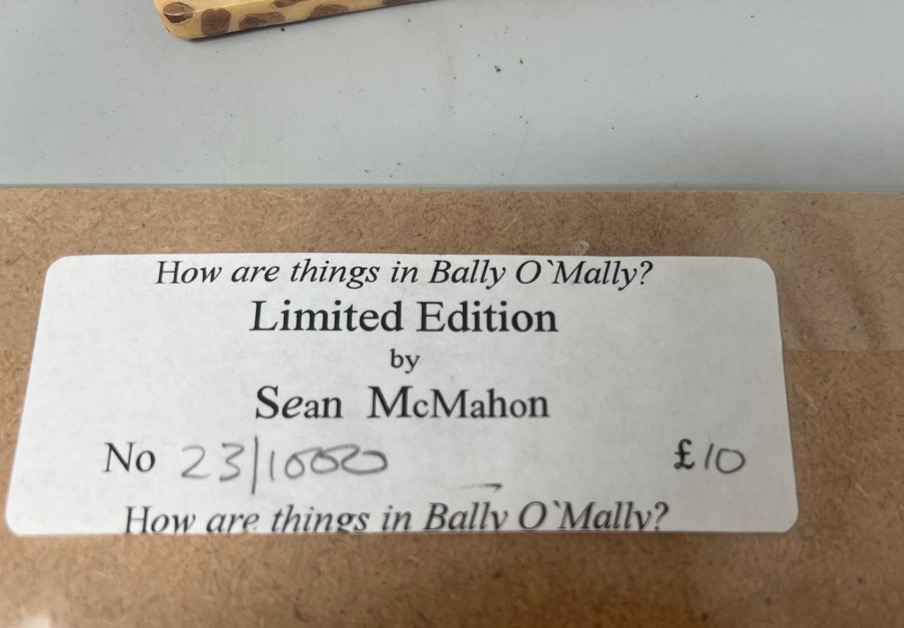 How are things in Bally O`Mally?
Limited Edition
by
Sean McMahon
No 23/1000 £10
How are things in Bally O`Mally?